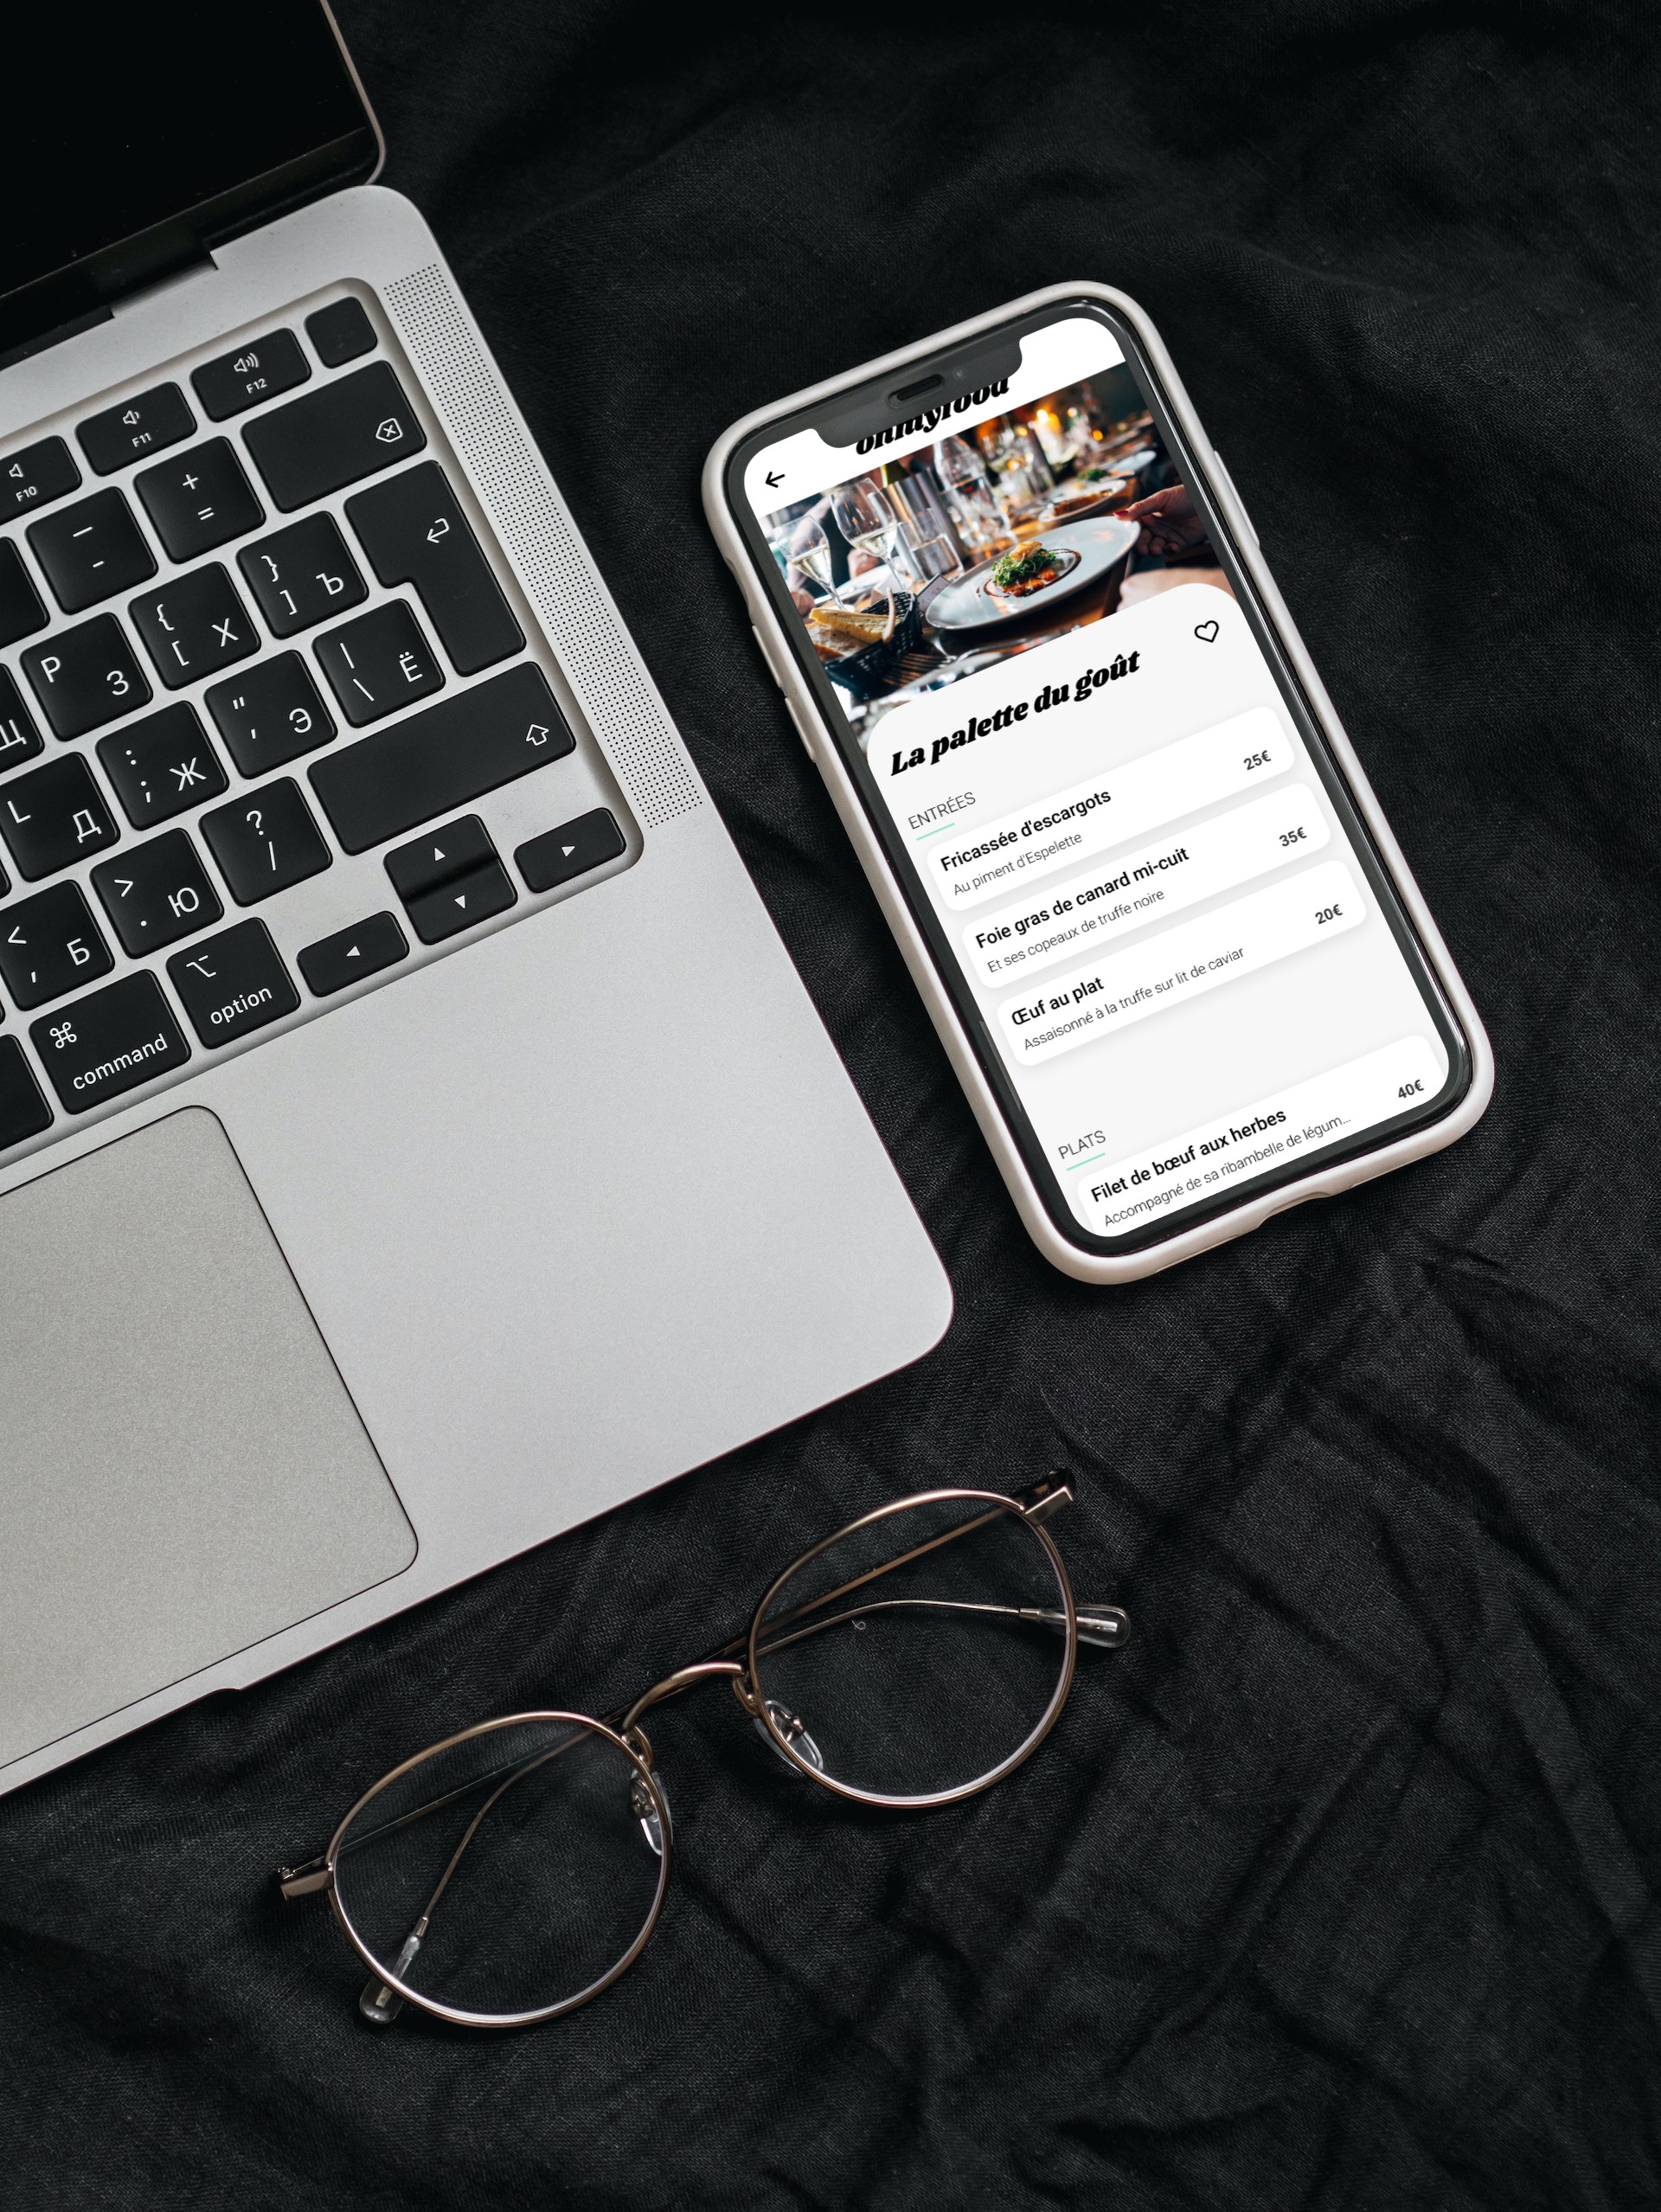 F10
F11
F12
+
=
–
-
{
[
Х
}
]
Ъ
P
З
"
'
Э
|
\
Ё
Щ
:
;
Ж
L
Д
?
/
>
.
Ю
<
,
Б
option
command
ohmyfood
La palette du goût
ENTRÉES
Fricassée d'escargots
25€
Au piment d'Espelette
Foie gras de canard mi-cuit
35€
Et ses copeaux de truffe noire
Œuf au plat
20€
Assaisonné à la truffe sur lit de caviar
PLATS
Filet de bœuf aux herbes
40€
Accompagné de sa ribambelle de légum...